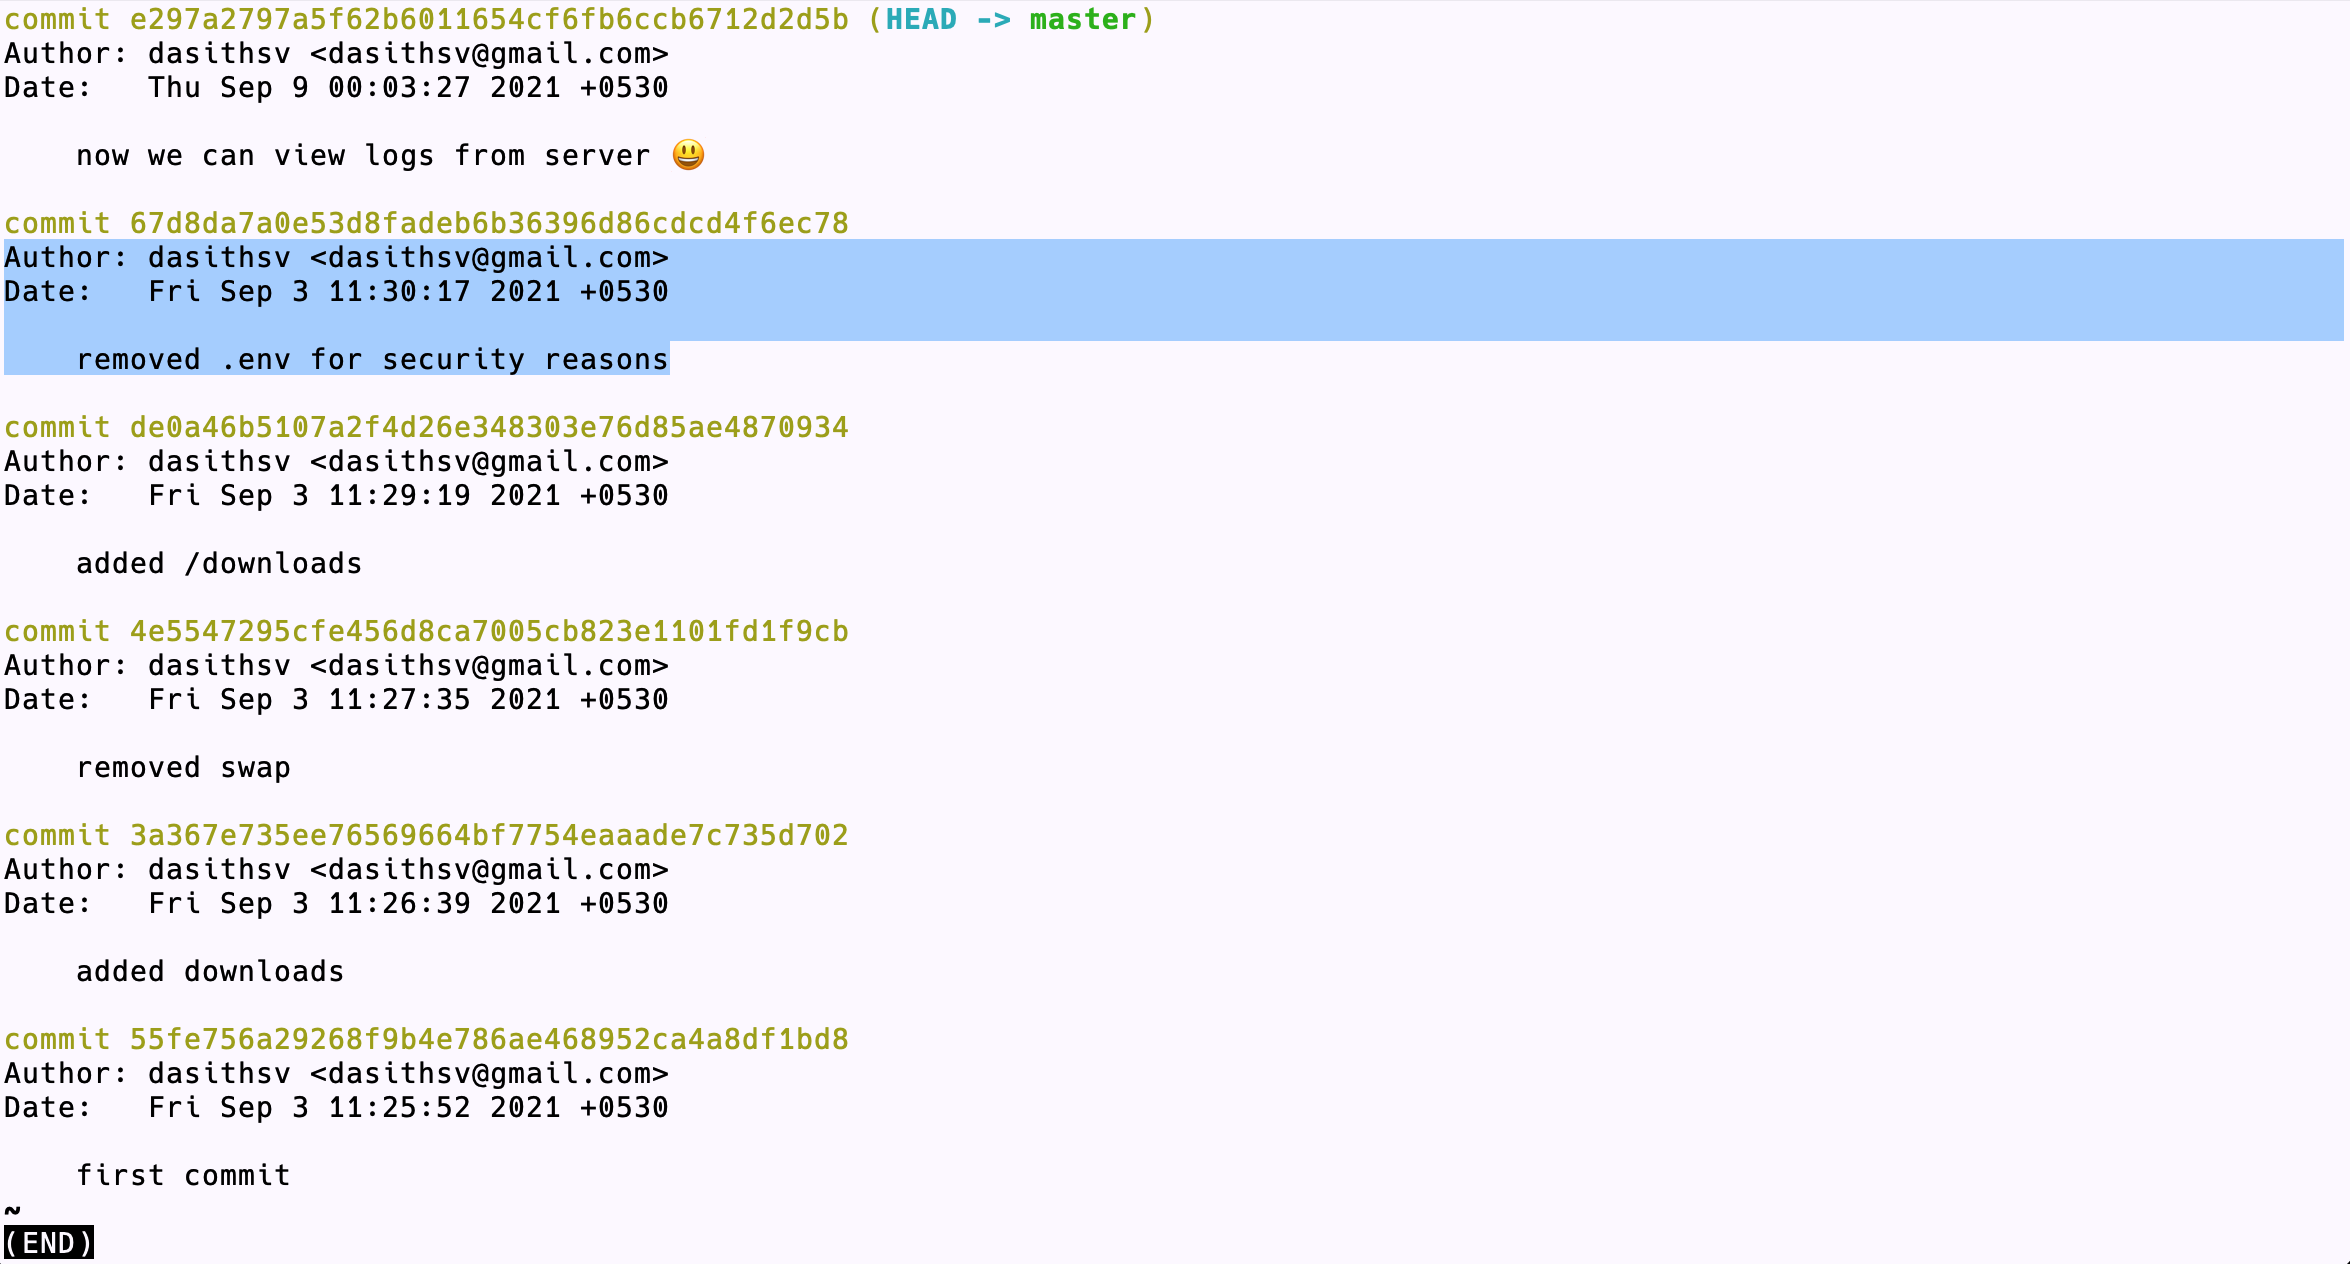 commit e297a2797a5f62b6011654cf6fb6ccb6712d2d5b (HEAD -> master)
Author: dasithsv <dasithsv@gmail.com>
Date:   Thu Sep 9 00:03:27 2021 +0530
    now we can view logs from server 😃
commit 67d8da7a0e53d8fadeb6b36396d86cdcd4f6ec78
Author: dasithsv <dasithsv@gmail.com>
Date:   Fri Sep 3 11:30:17 2021 +0530
    removed .env for security reasons
commit de0a46b5107a2f4d26e348303e76d85ae4870934
Author: dasithsv <dasithsv@gmail.com>
Date:   Fri Sep 3 11:29:19 2021 +0530
    added /downloads
commit 4e5547295cfe456d8ca7005cb823e1101fd1f9cb
Author: dasithsv <dasithsv@gmail.com>
Date:   Fri Sep 3 11:27:35 2021 +0530
    removed swap
commit 3a367e735ee76569664bf7754eaaade7c735d702
Author: dasithsv <dasithsv@gmail.com>
Date:   Fri Sep 3 11:26:39 2021 +0530
    added downloads
commit 55fe756a29268f9b4e786ae468952ca4a8df1bd8
Author: dasithsv <dasithsv@gmail.com>
Date:   Fri Sep 3 11:25:52 2021 +0530
    first commit
~
(END)